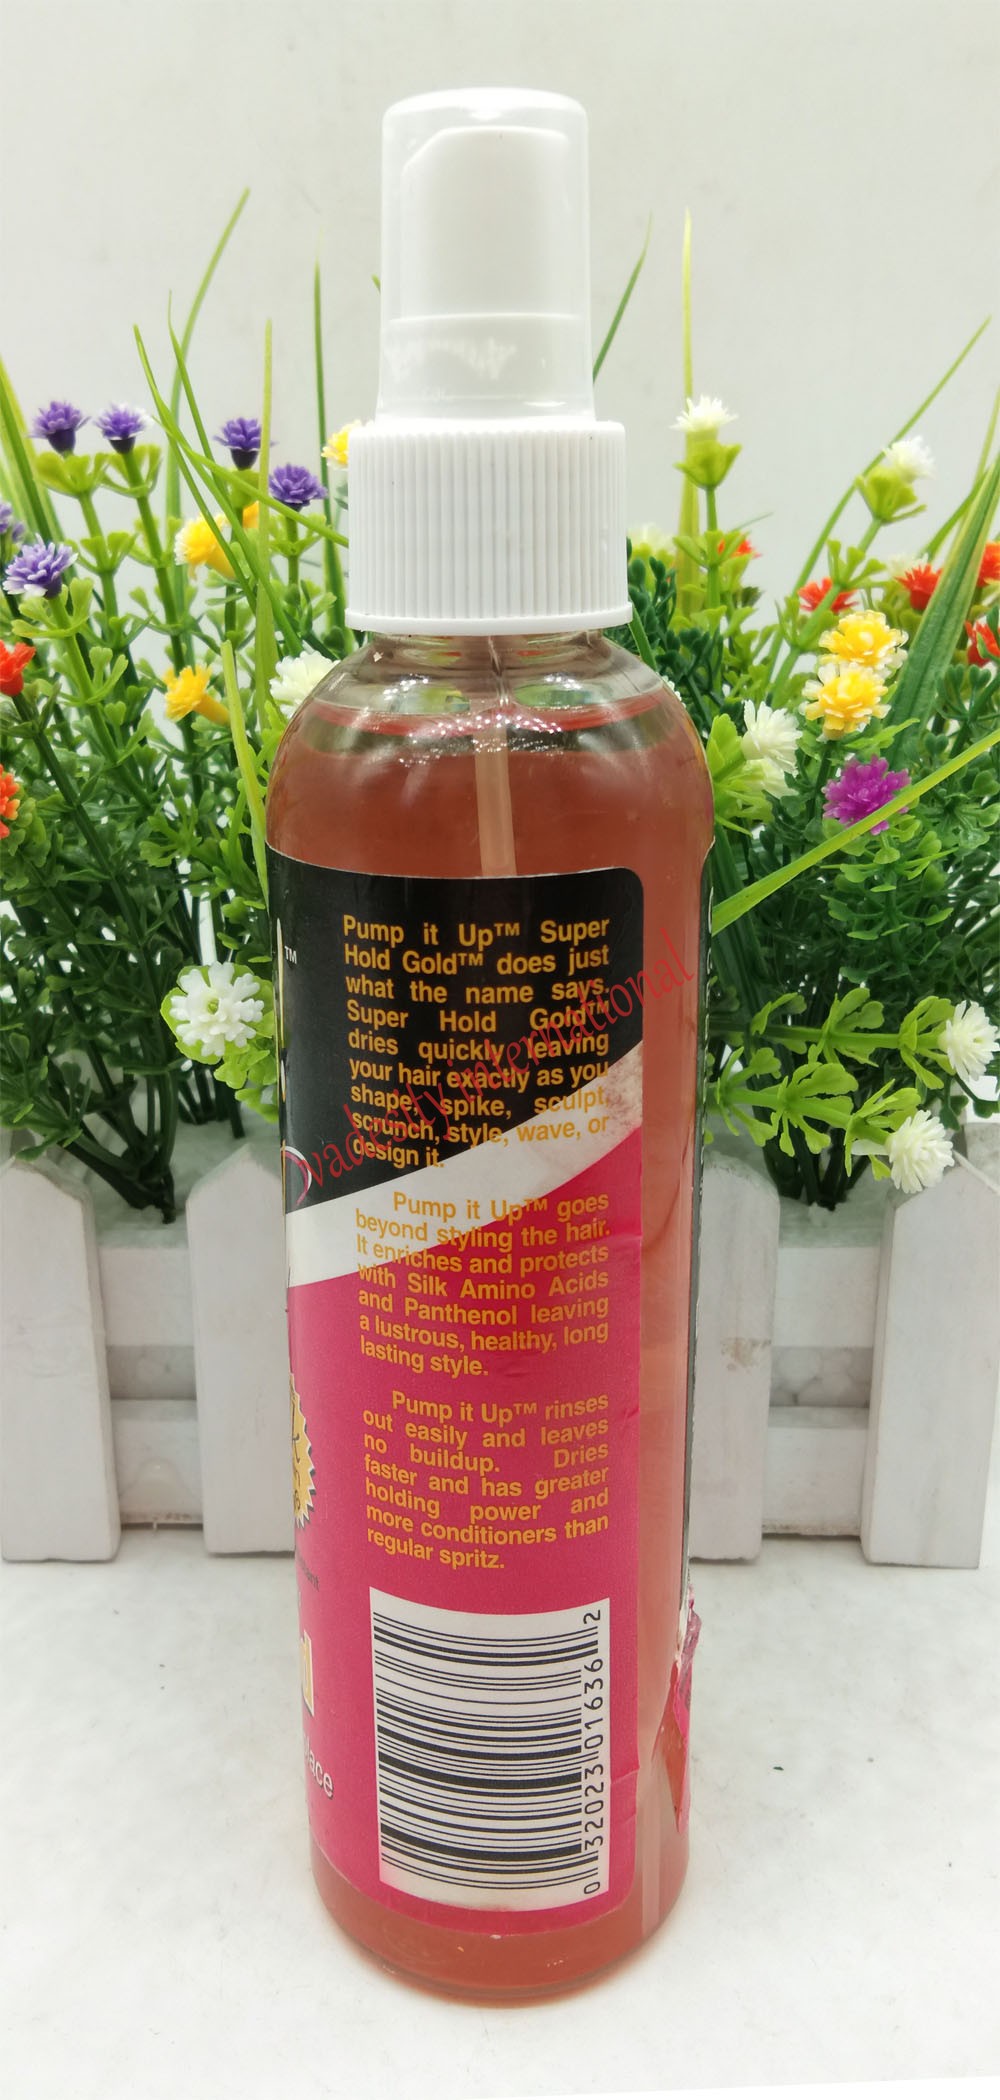 Pump it Up™ Super
Hold Gold™ does just
what the name says.
Super Hold Gold™
dries quickly leaving
your hair exactly as you
shape, spike, sculpt,
scrunch, style, wave, or
design it.
Pump it Up™ goes
beyond styling the hair.
It enriches and protects
with Silk Amino Acids
and Panthenol leaving
a lustrous, healthy, long
lasting style.
Pump it Up™ rinses
out easily and leaves
no buildup. Dries
faster and has greater
holding power and
more conditioners than
regular spritz.
0 32023 01636 2
TM
international